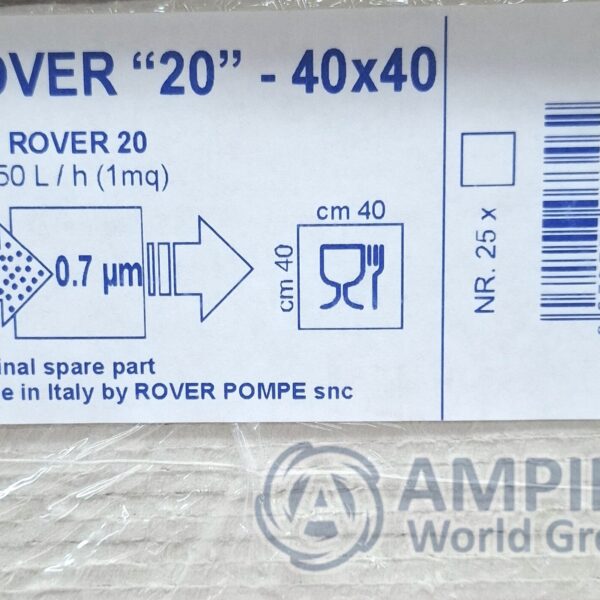 OVER “20” - 40x40
ROVER 20
50 L / h (1mq)
0.7 µm
cm 40
cm 40
NR. 25 x
inal spare part
e in Italy by ROVER POMPE snc
A AMPI
World Gro